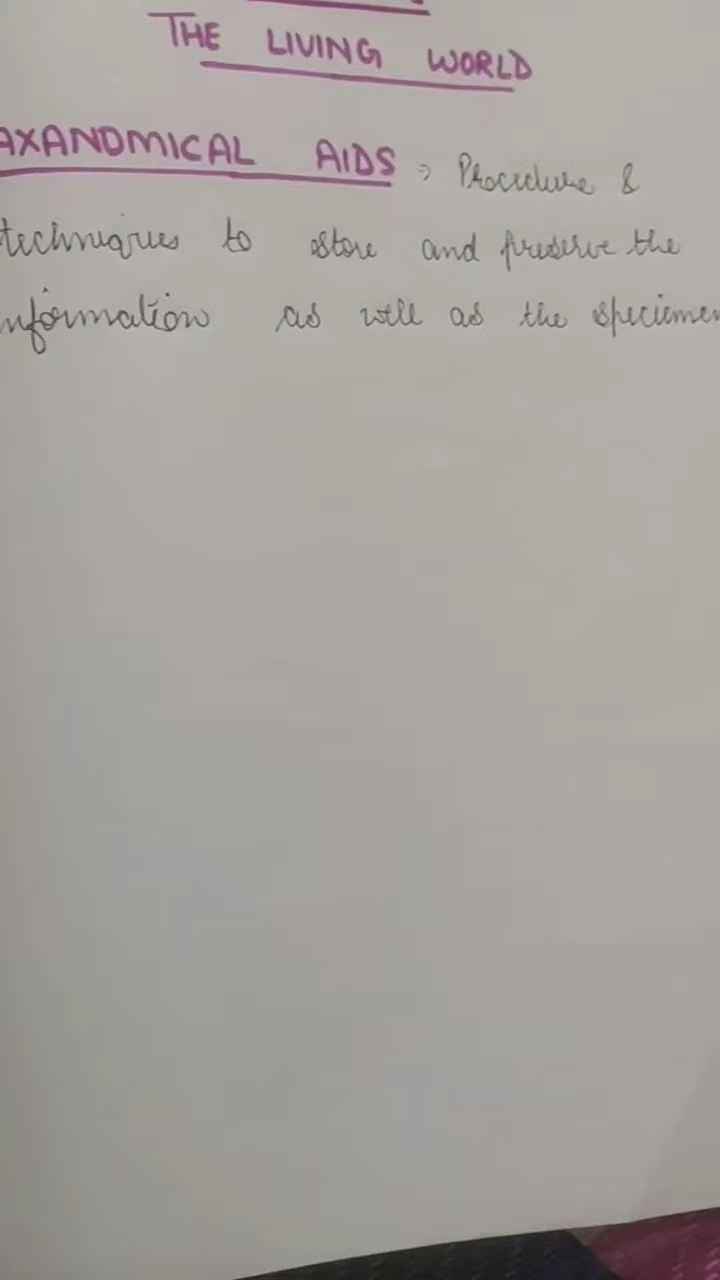 THE LIVING WORLD
AXANOMICAL AIDS → Procedure &
techniques to store and preserve the
nformation as well as the specimen